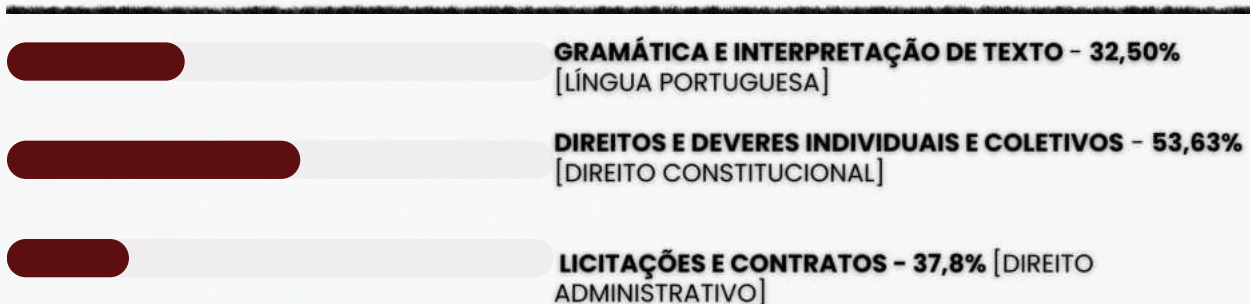 GRAMÁTICA E INTERPRETAÇÃO DE TEXTO - 32,50%
[LÍNGUA PORTUGUESA]
DIREITOS E DEVERES INDIVIDUAIS E COLETIVOS - 53,63%
[DIREITO CONSTITUCIONAL]
LICITAÇÕES E CONTRATOS - 37,8% [DIREITO
ADMINISTRATIVO]